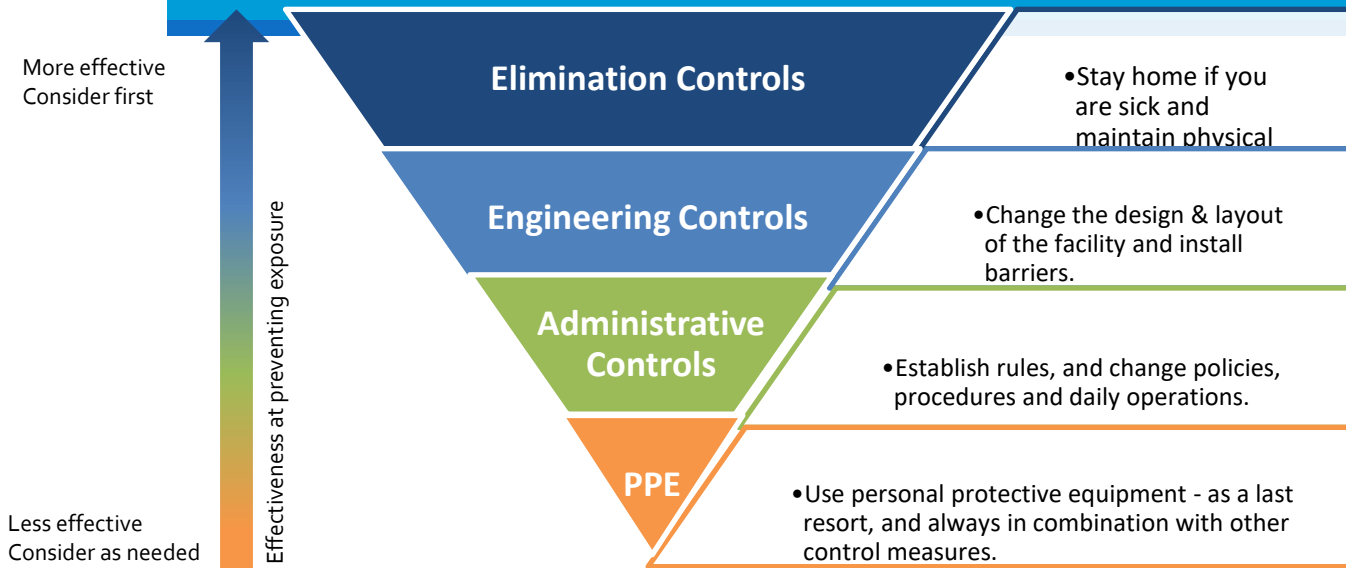 More effective
Consider first
Elimination Controls
•Stay home if you
are sick and
maintain physical
Engineering Controls
•Change the design & layout
of the facility and install
barriers.
Effectiveness at preventing exposure
Administrative
Controls
•Establish rules, and change policies,
procedures and daily operations.
PPE
•Use personal protective equipment - as a last
resort, and always in combination with other
control measures.
Less effective
Consider as needed